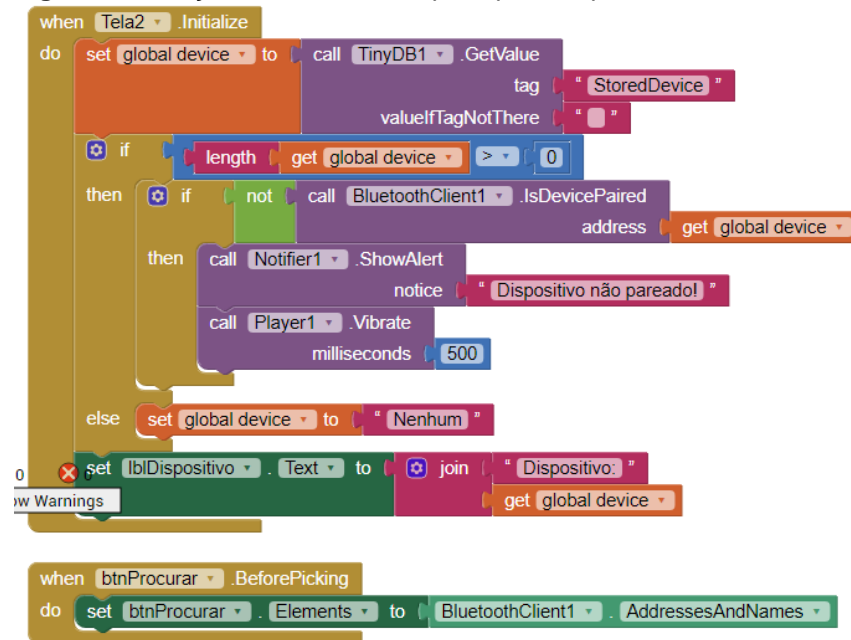 when Tela2 .Initialize
do set global device to call TinyDB1 .GetValue
tag " StoredDevice "
valueIfTagNotThere " "
if length get global device > 0
then if not call BluetoothClient1 .IsDevicePaired
address get global device
then call Notifier1 .ShowAlert
notice " Dispositivo não pareado! "
call Player1 .Vibrate
milliseconds 500
else set global device to " Nenhum "
0 0 set lblDispositivo . Text to join " Dispositivo: "
ow Warnings get global device
when btnProcurar .BeforePicking
do set btnProcurar . Elements to BluetoothClient1 . AddressesAndNames